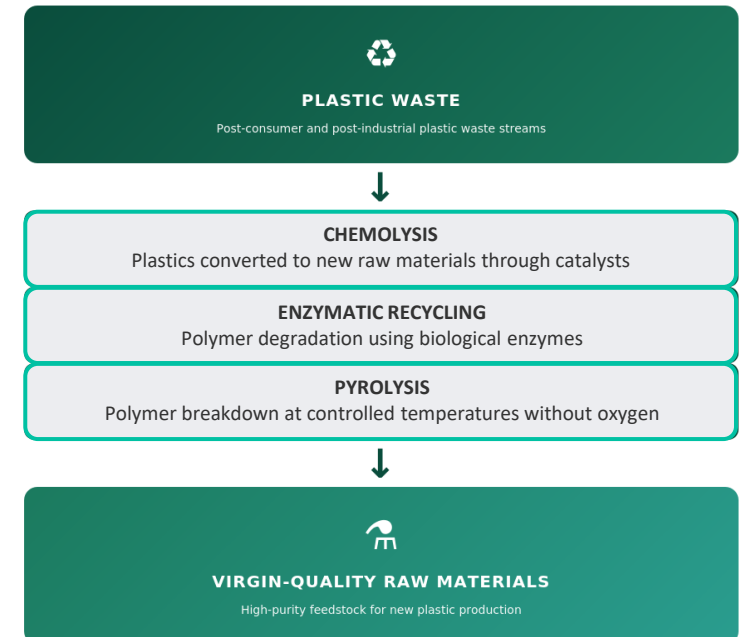 PLASTIC WASTE
Post-consumer and post-industrial plastic waste streams
CHEMOLYSIS
Plastics converted to new raw materials through catalysts
ENZYMATIC RECYCLING
Polymer degradation using biological enzymes
PYROLYSIS
Polymer breakdown at controlled temperatures without oxygen
VIRGIN-QUALITY RAW MATERIALS
High-purity feedstock for new plastic production